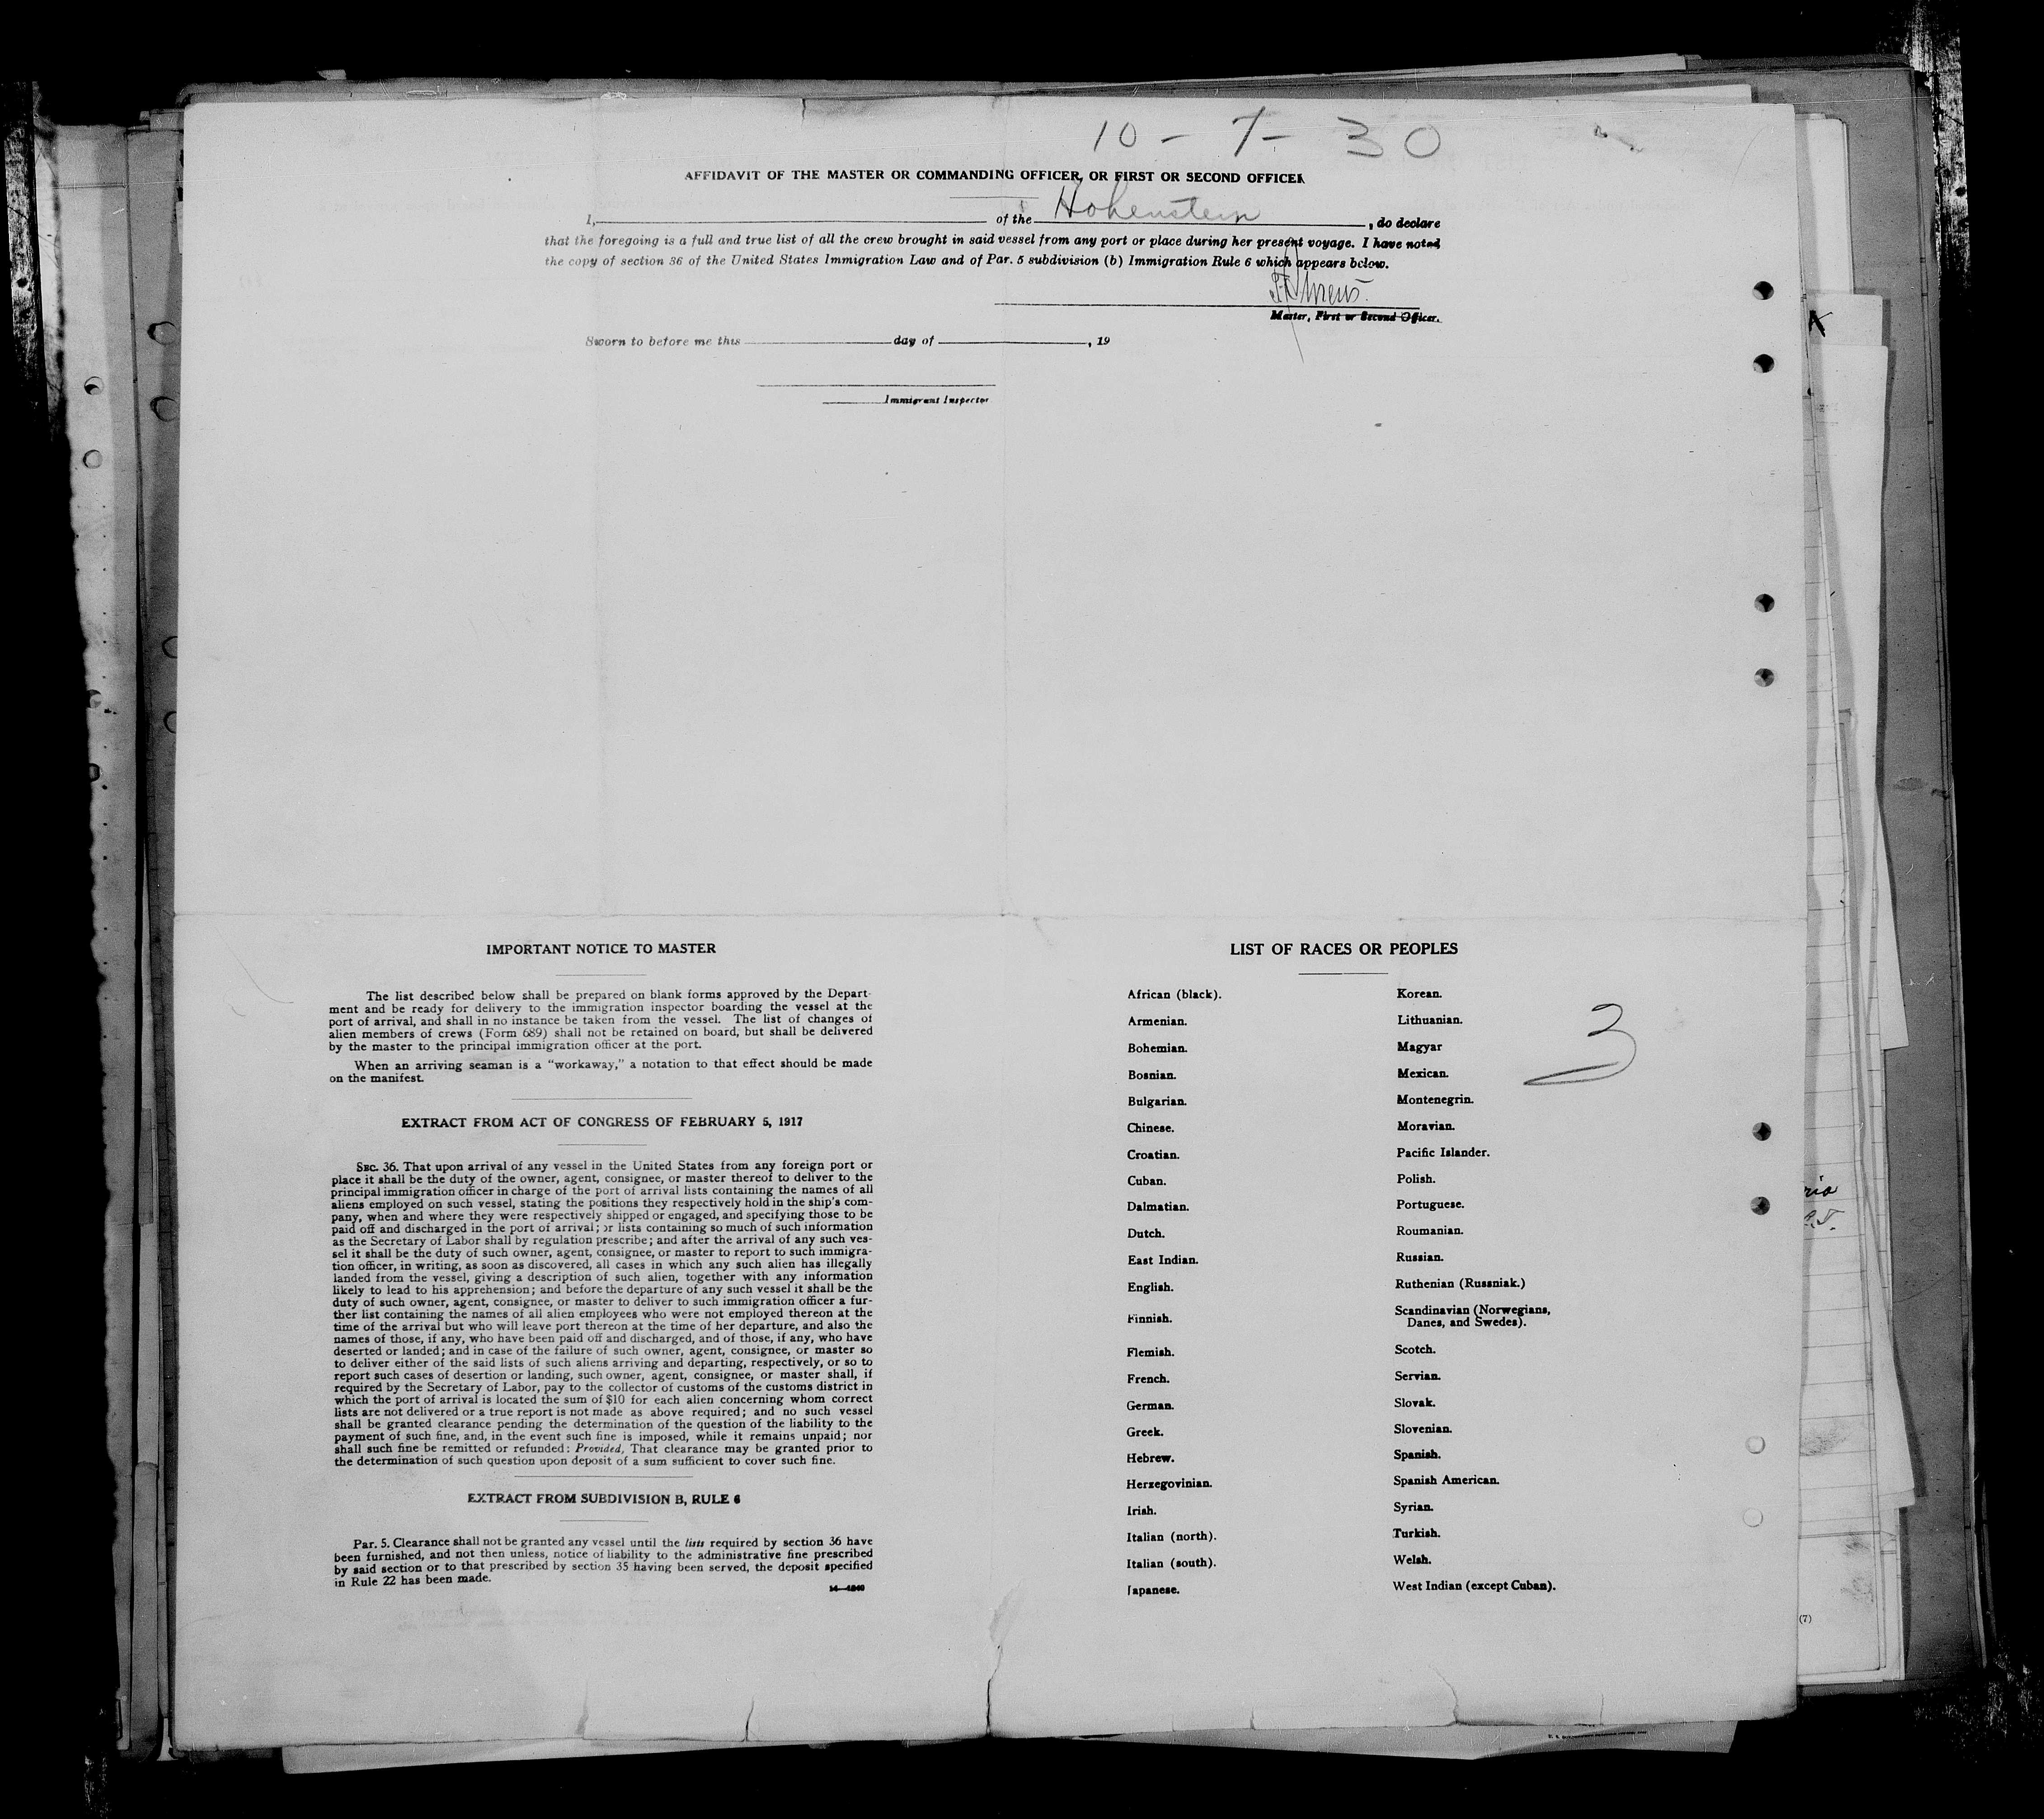 10 - 7 - 30
AFFIDAVIT OF THE MASTER OR COMMANDING OFFICER, OR FIRST OR SECOND OFFICER
I, of the Hohenstein, do declare
that the foregoing is a full and true list of all the crew brought in said vessel from any port or place during her present voyage. I have noted
the copy of section 36 of the United States Immigration Law and of Par. 5 subdivision (b) Immigration Rule 6 which appears below.
Master, First or Second Officer.
Sworn to before me this day of , 19
Immigrant Inspector
IMPORTANT NOTICE TO MASTER
The list described below shall be prepared on blank forms approved by the Depart-
ment and be ready for delivery to the immigration inspector boarding the vessel at the
port of arrival, and shall in no instance be taken from the vessel. The list of changes of
alien members of crews (Form 689) shall not be retained on board, but shall be delivered
by the master to the principal immigration officer at the port.
When an arriving seaman is a "workaway," a notation to that effect should be made
on the manifest.
EXTRACT FROM ACT OF CONGRESS OF FEBRUARY 5, 1917
SEC. 36. That upon arrival of any vessel in the United States from any foreign port or
place it shall be the duty of the owner, agent, consignee, or master thereof to deliver to the
principal immigration officer in charge of the port of arrival lists containing the names of all
aliens employed on such vessel, stating the positions they respectively hold in the ship's com-
pany, when and where they were respectively shipped or engaged, and specifying those to be
paid off and discharged in the port of arrival; or lists containing so much of such information
as the Secretary of Labor shall by regulation prescribe; and after the arrival of any such ves-
sel it shall be the duty of such owner, agent, consignee, or master to report to such immigra-
tion officer, in writing, as soon as discovered, all cases in which any such alien has illegally
landed from the vessel, giving a description of such alien, together with any information
likely to lead to his apprehension; and before the departure of any such vessel it shall be the
duty of such owner, agent, consignee, or master to deliver to such immigration officer a fur-
ther list containing the names of all alien employees who were not employed thereon at the
time of the arrival but who will leave port thereon at the time of her departure, and also the
names of those, if any, who have been paid off and discharged, and of those, if any, who have
deserted or landed; and in case of the failure of such owner, agent, consignee, or master so
to deliver either of the said lists of such aliens arriving and departing, respectively, or so to
report such cases of desertion or landing, such owner, agent, consignee, or master shall, if
required by the Secretary of Labor, pay to the collector of customs of the customs district in
which the port of arrival is located the sum of $10 for each alien concerning whom correct
lists are not delivered or a true report is not made as above required; and no such vessel
shall be granted clearance pending the determination of the question of the liability to the
payment of such fine, and, in the event such fine is imposed, while it remains unpaid; nor
shall such fine be remitted or refunded: Provided, That clearance may be granted prior to
the determination of such question upon deposit of a sum sufficient to cover such fine.
EXTRACT FROM SUBDIVISION B, RULE 6
Par. 5. Clearance shall not be granted any vessel until the lists required by section 36 have
been furnished, and not then unless, notice of liability to the administrative fine prescribed
by said section or to that prescribed by section 35 having been served, the deposit specified
in Rule 22 has been made.
LIST OF RACES OR PEOPLES
African (black).
Armenian.
Bohemian.
Bosnian.
Bulgarian.
Chinese.
Croatian.
Cuban.
Dalmatian.
Dutch.
East Indian.
English.
Finnish.
Flemish.
French.
German.
Greek.
Hebrew.
Herzegovinian.
Irish.
Italian (north).
Italian (south).
Japanese.
Korean.
Lithuanian.
Magyar
Mexican.
Montenegrin.
Moravian.
Pacific Islander.
Polish.
Portuguese.
Roumanian.
Russian.
Ruthenian (Russniak.)
Scandinavian (Norwegians,
Danes, and Swedes).
Scotch.
Servian.
Slovak.
Slovenian.
Spanish.
Spanish American.
Syrian.
Turkish.
Welsh.
West Indian (except Cuban).
3
(7)